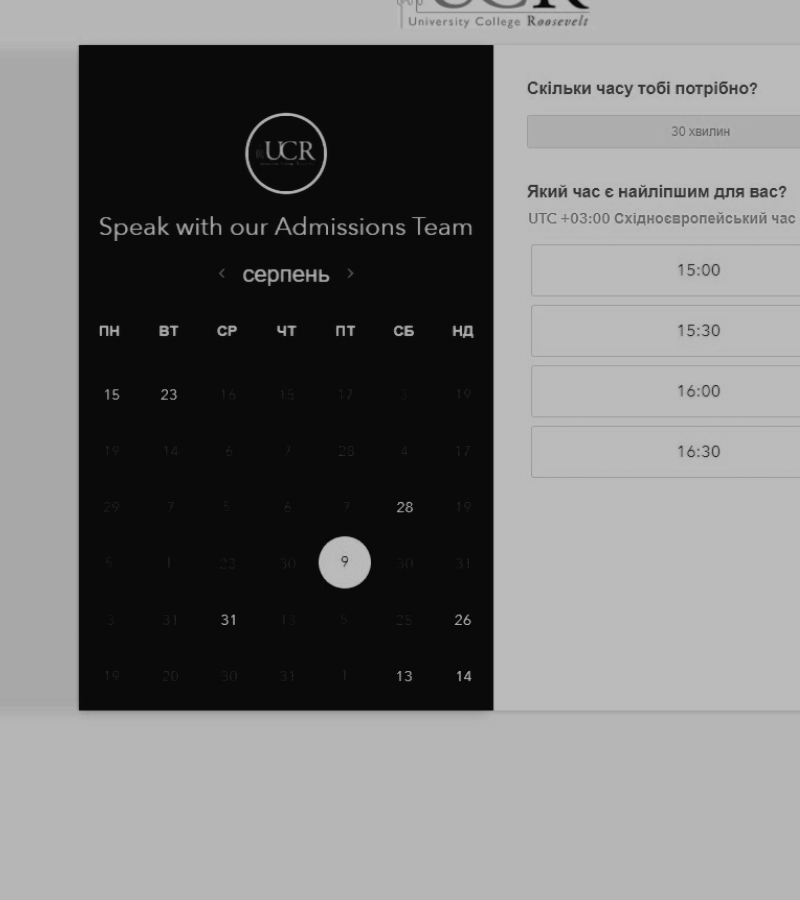 UCR
University College Roosevelt
UCR
Speak with our Admissions Team
‹ серпень ›
ПН ВТ СР ЧТ ПТ СБ НД
15 23 16 15 17 3 19
19 14 6 7 28 4 17
29 7 5 6 7 28 19
5 1 23 30 9 30 31
3 31 31 13 5 25 26
19 20 30 31 1 13 14
Скільки часу тобі потрібно?
30 хвилин
Який час є найліпшим для вас?
UTC +03:00 Східноєвропейський час
15:00
15:30
16:00
16:30